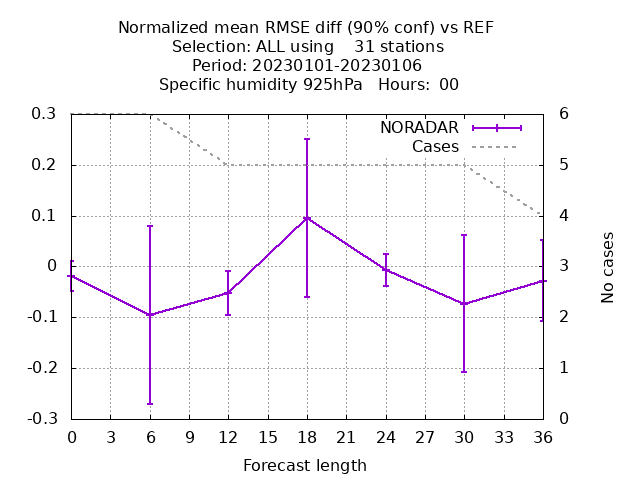 Normalized mean RMSE diff (90% conf) vs REF
Selection: ALL using    31 stations
Period: 20230101-20230106
Specific humidity 925hPa   Hours:  00
NORADAR
Cases
0.3
0.2
0.1
0
-0.1
-0.2
-0.3
6
5
4
3
2
1
0
No cases
0 3 6 9 12 15 18 21 24 27 30 33 36
Forecast length